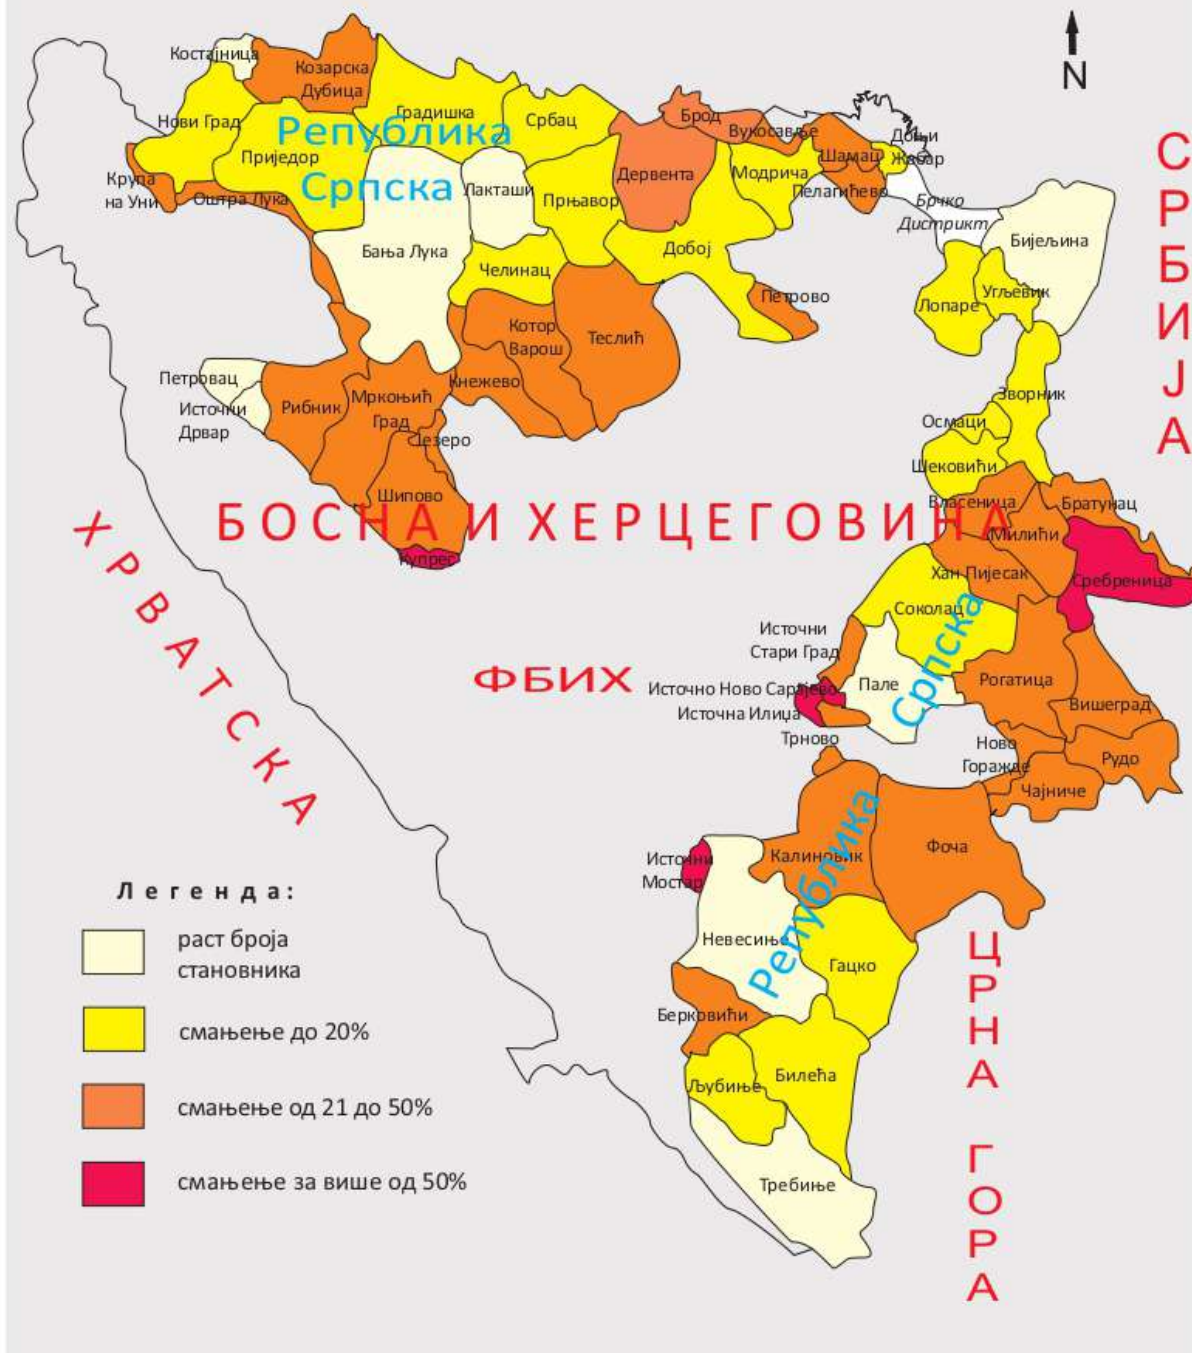 N
Костајница
Козарска
Дубица
Нови Град
Градишка
Србац
Брод
Вукосавље
Доњи
Жабар
Шамац
Република
Српска
Приједор
Крупа
на Уни
Оштра Лука
Лакташи
Прњавор
Дервента
Модрича
Пелагићево
Брчко
Дистрикт
Бијељина
Бања Лука
Челинац
Добој
Петрово
Лопаре
Угљевик
Котор
Варош
Теслић
Кнежево
Петровац
Источни
Дрвар
Рибник
Мркоњић
Град
Језеро
Шипово
Купрес
Зворник
Осмаци
Шековићи
Власеница
Братунац
Милићи
Хан Пијесак
Сребреница
Соколац
Источни
Стари Град
Источно Ново Сарајево
Источна Илиџа
Трново
Пале
Српска
Рогатица
Вишеград
Ново
Горажде
Рудо
Чајниче
Калиновик
Фоча
Република
Источни
Мостар
Невесиње
Гацко
Берковићи
Љубиње
Билећа
Требиње
БОСНА И ХЕРЦЕГОВИНА
ФБИХ
ХРВАТСКА
СРБИЈА
ЦРНА ГОРА
Легенда:
раст броја
становника
смањење до 20%
смањење од 21 до 50%
смањење за више од 50%